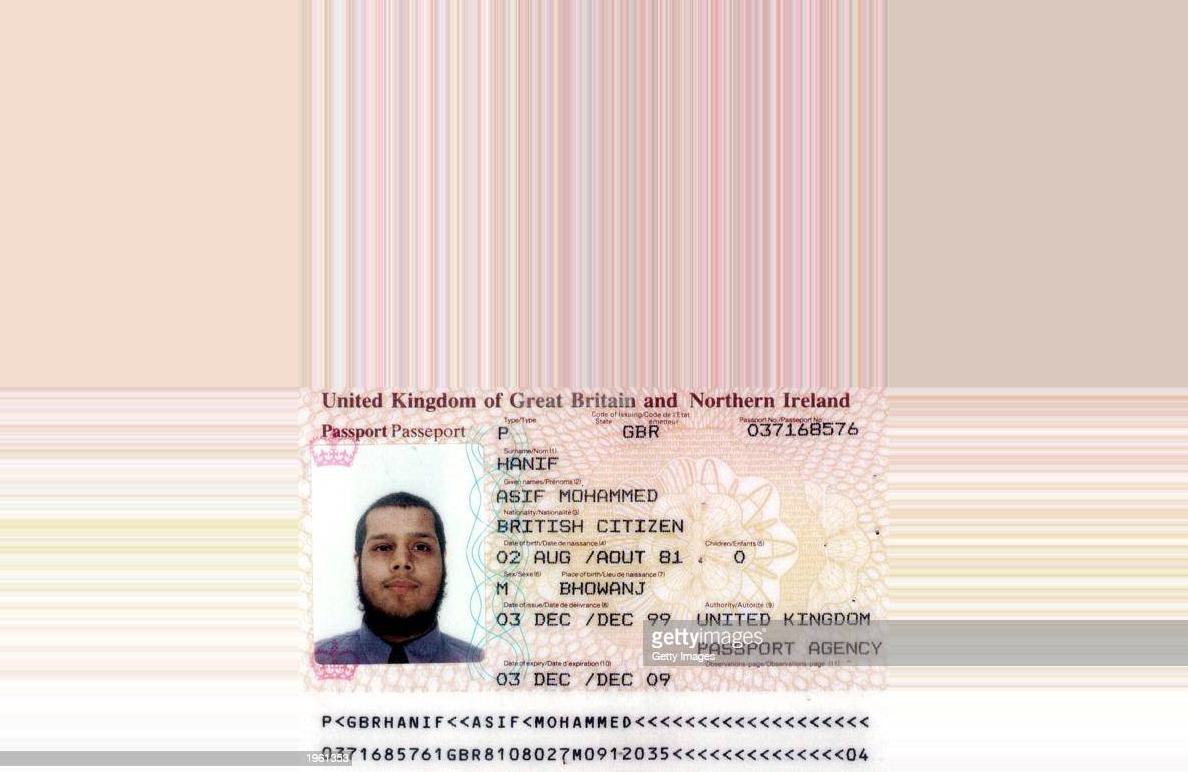 United Kingdom of Great Britain and Northern Ireland
Passport Passeport
Type/Type
Code of Issuing/Code de l'Etat
State émetteur
Passport No./Passeport No.
P GBR 037168576
Surname/Nom (1)
HANIF
Given names/Prénoms (2)
ASIF MOHAMMED
Nationality/Nationalité (3)
BRITISH CITIZEN
Date of birth/Date de naissance (4) Children/Enfants (5)
02 AUG /AOUT 81 0
Sex/Sexe (6) Place of birth/Lieu de naissance (7)
M BHOWANJ
Date of issue/Date de délivrance (8) Authority/Autorité (9)
03 DEC /DEC 99 UNITED KINGDOM
gettyimages®
PASSPORT AGENCY
Getty Images
Date of expiry/Date d'expiration (10) Observations-page/Observations-page (11)
03 DEC /DEC 09
P<GBRHANIF<<ASIF<MOHAMMED<<<<<<<<<<<<<<<<<<<
0371685761GBR8108027M0912035<<<<<<<<<<<<<<04
1961353